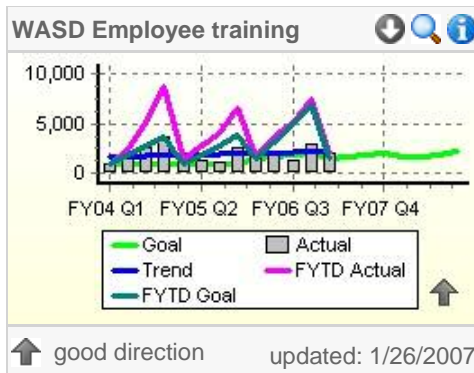 WASD Employee training
10,000
5,000
0
FY04 Q1 FY05 Q2 FY06 Q3 FY07 Q4
Goal Actual
Trend FYTD Actual
FYTD Goal
good direction updated: 1/26/2007